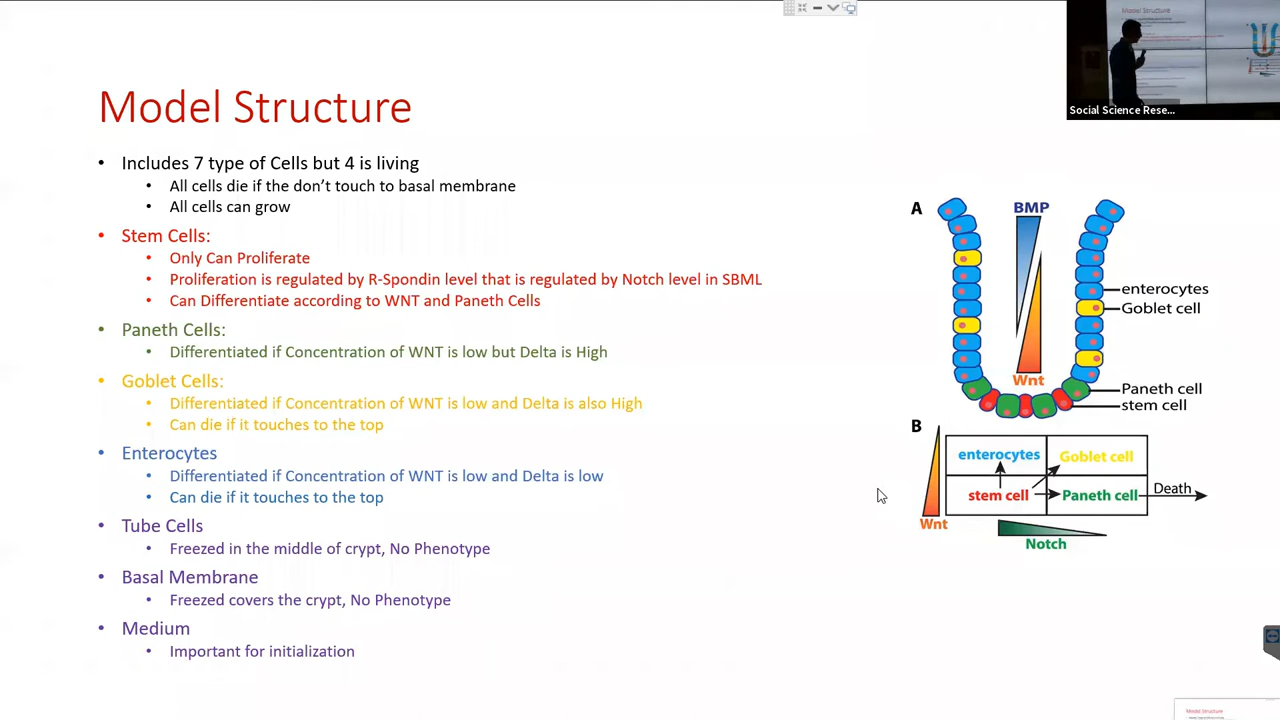 Model Structure
Social Science Rese...
Model Structure
• Includes 7 type of Cells but 4 is living
• All cells die if the don't touch to basal membrane
• All cells can grow
• Stem Cells:
• Only Can Proliferate
• Proliferation is regulated by R-Spondin level that is regulated by Notch level in SBML
• Can Differentiate according to WNT and Paneth Cells
• Paneth Cells:
• Differentiated if Concentration of WNT is low but Delta is High
• Goblet Cells:
• Differentiated if Concentration of WNT is low and Delta is also High
• Can die if it touches to the top
• Enterocytes
• Differentiated if Concentration of WNT is low and Delta is low
• Can die if it touches to the top
• Tube Cells
• Freezed in the middle of crypt, No Phenotype
• Basal Membrane
• Freezed covers the crypt, No Phenotype
• Medium
• Important for initialization
A
BMP
enterocytes
Goblet cell
Wnt
Paneth cell
stem cell
B
enterocytes
Goblet cell
stem cell
Paneth cell
Death
Wnt
Notch
Model Structure